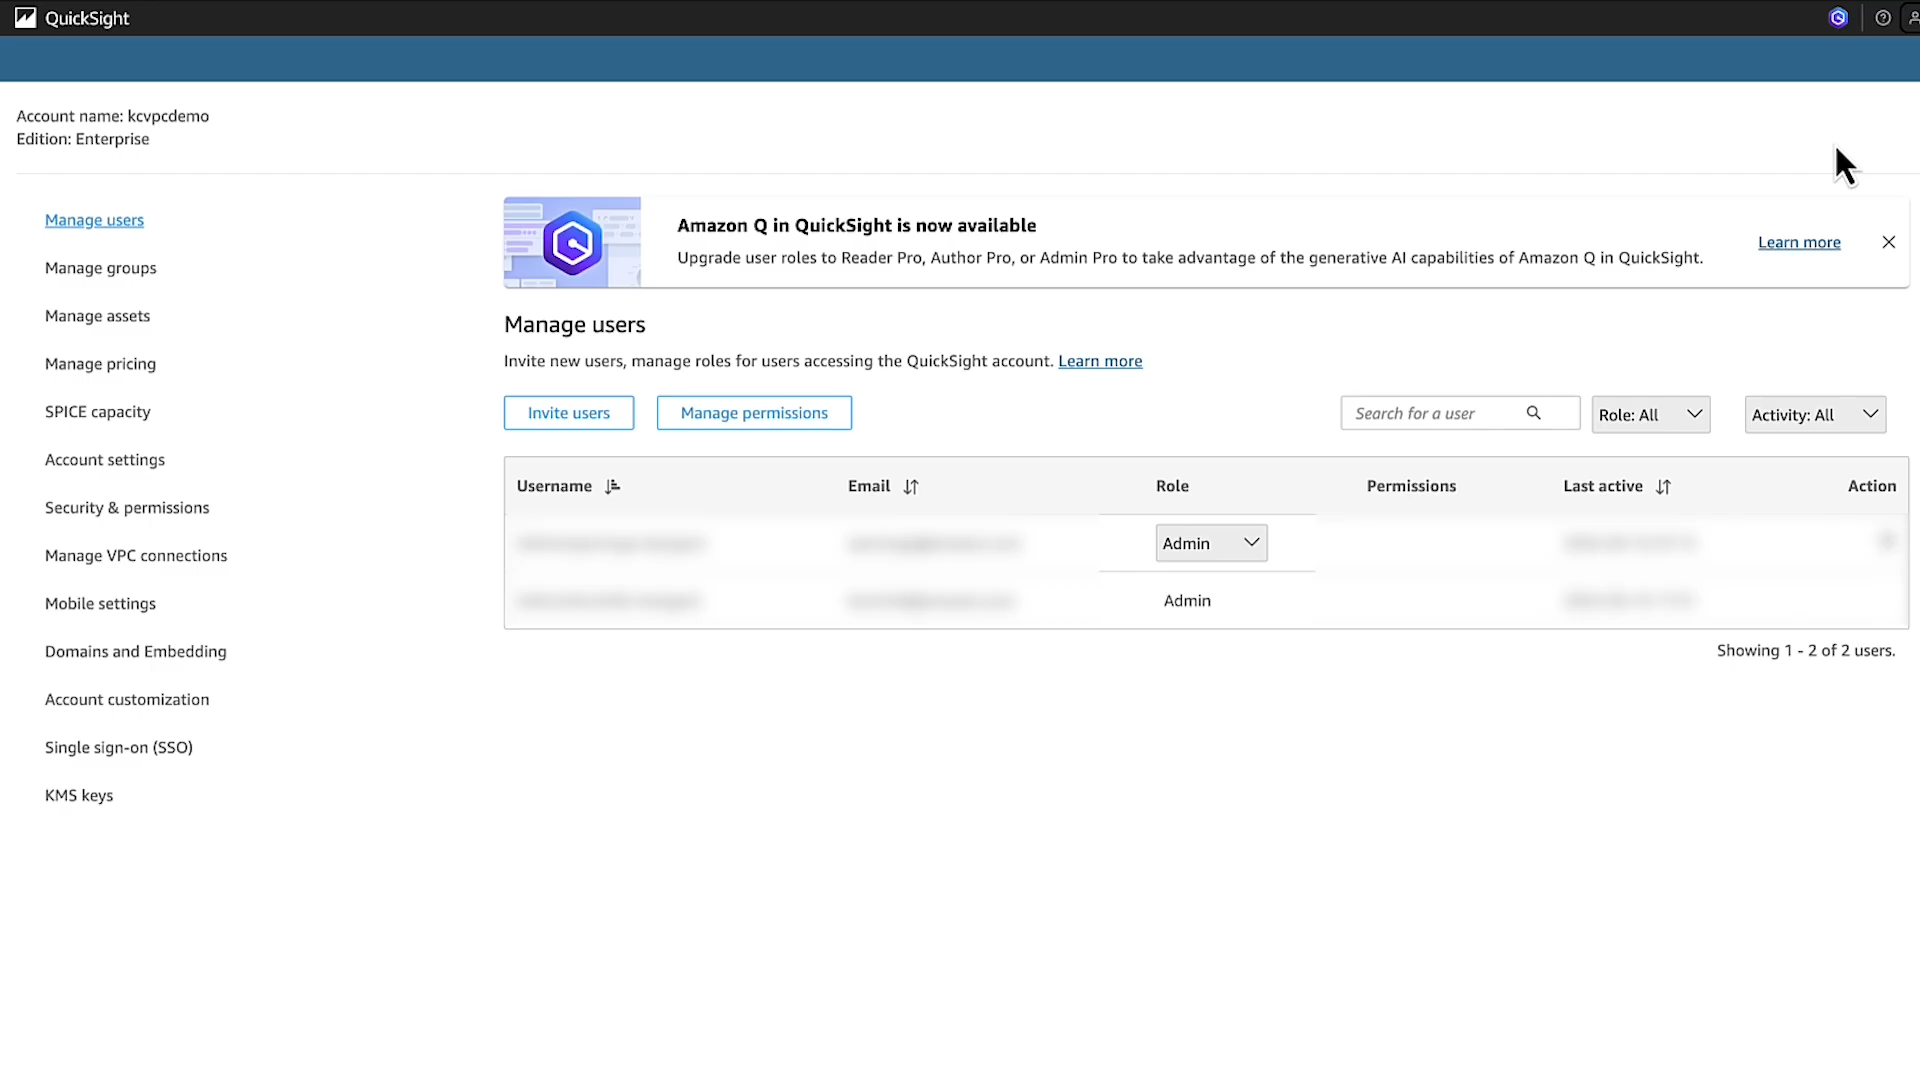 QuickSight
Account name: kcvpcdemo
Edition: Enterprise
Manage users
Manage groups
Manage assets
Manage pricing
SPICE capacity
Account settings
Security & permissions
Manage VPC connections
Mobile settings
Domains and Embedding
Account customization
Single sign-on (SSO)
KMS keys
Amazon Q in QuickSight is now available
Upgrade user roles to Reader Pro, Author Pro, or Admin Pro to take advantage of the generative AI capabilities of Amazon Q in QuickSight.
Learn more
Manage users
Invite new users, manage roles for users accessing the QuickSight account. Learn more
Invite users Manage permissions Search for a user Role: All Activity: All
Username Email Role Permissions Last active Action
Admin
Admin
Showing 1 - 2 of 2 users.